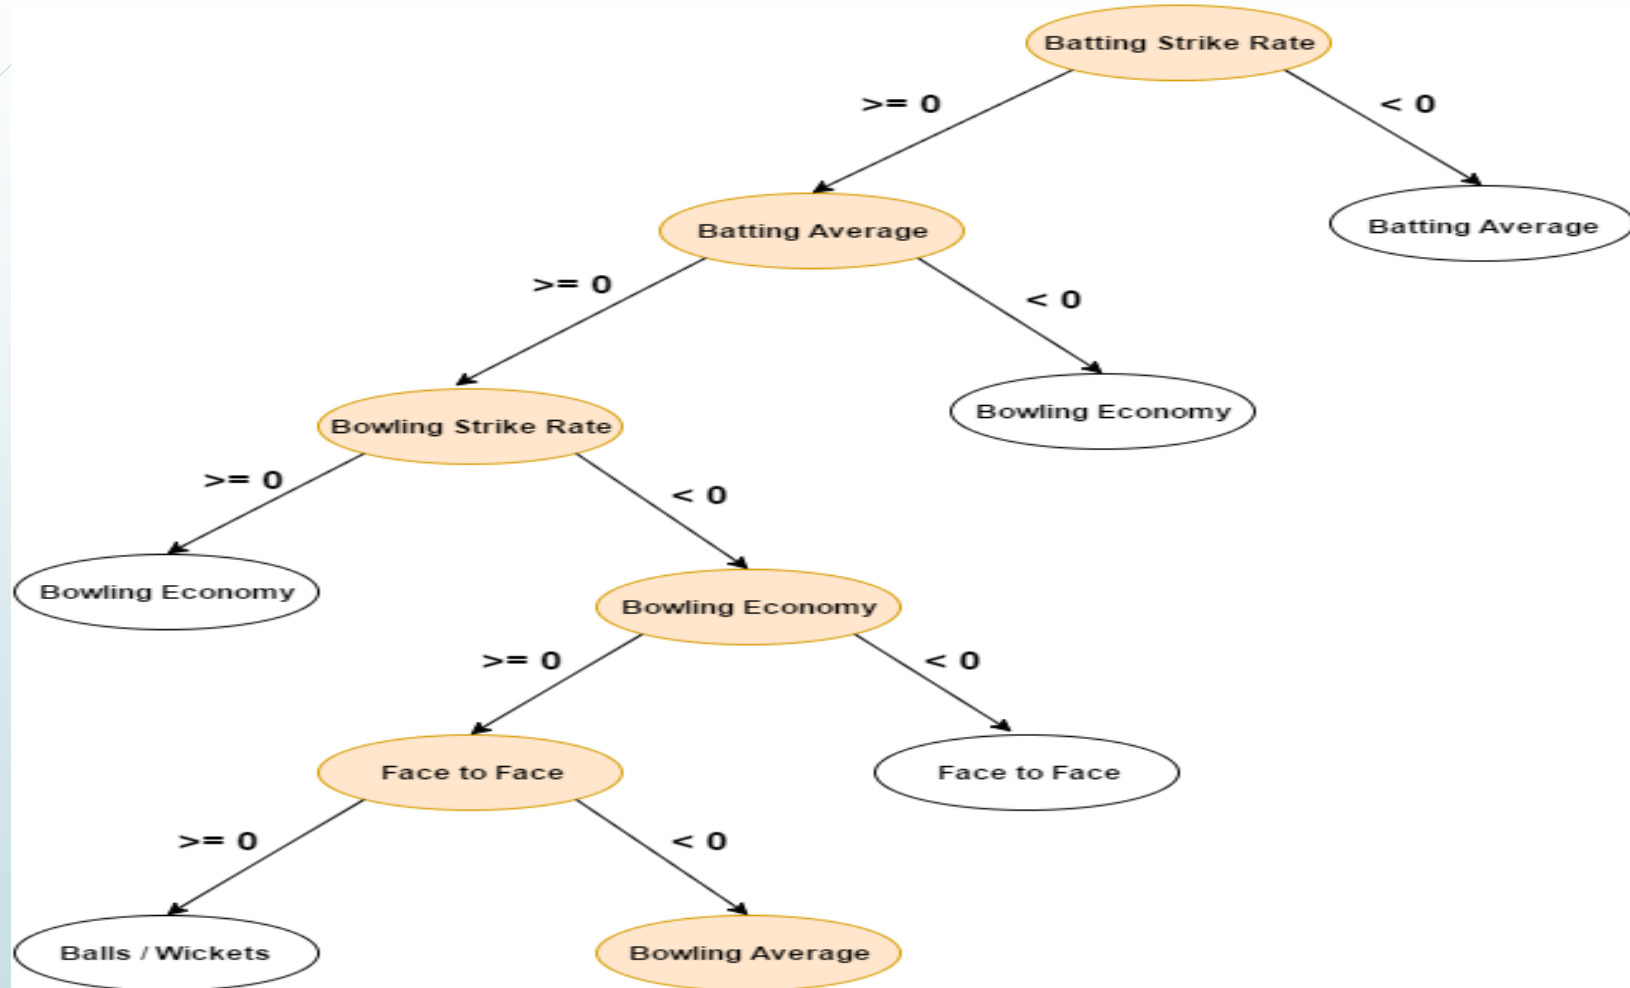 Batting Strike Rate
>= 0
< 0
Batting Average
Batting Average
>= 0
< 0
Bowling Economy
Bowling Strike Rate
>= 0
< 0
Bowling Economy
Bowling Economy
>= 0
< 0
Face to Face
Face to Face
>= 0
< 0
Balls / Wickets
Bowling Average